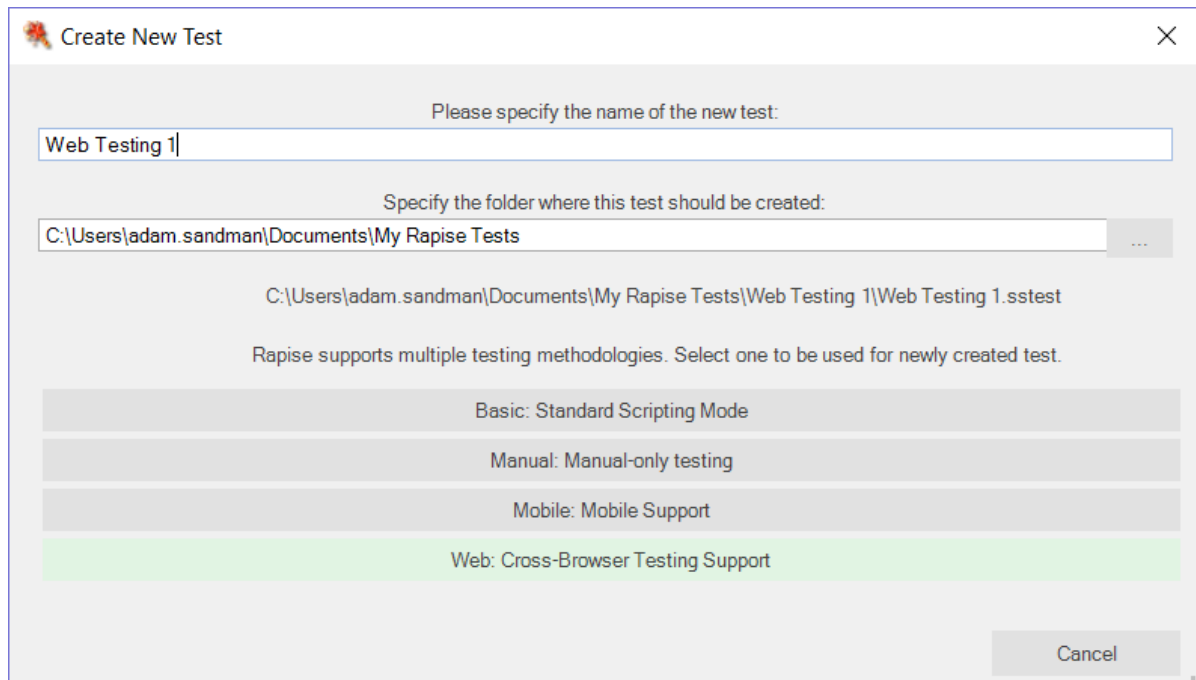 Create New Test
Please specify the name of the new test:
Web Testing 1
Specify the folder where this test should be created:
C:\Users\adam.sandman\Documents\My Rapise Tests
...
C:\Users\adam.sandman\Documents\My Rapise Tests\Web Testing 1\Web Testing 1.sstest
Rapise supports multiple testing methodologies. Select one to be used for newly created test.
Basic: Standard Scripting Mode
Manual: Manual-only testing
Mobile: Mobile Support
Web: Cross-Browser Testing Support
Cancel